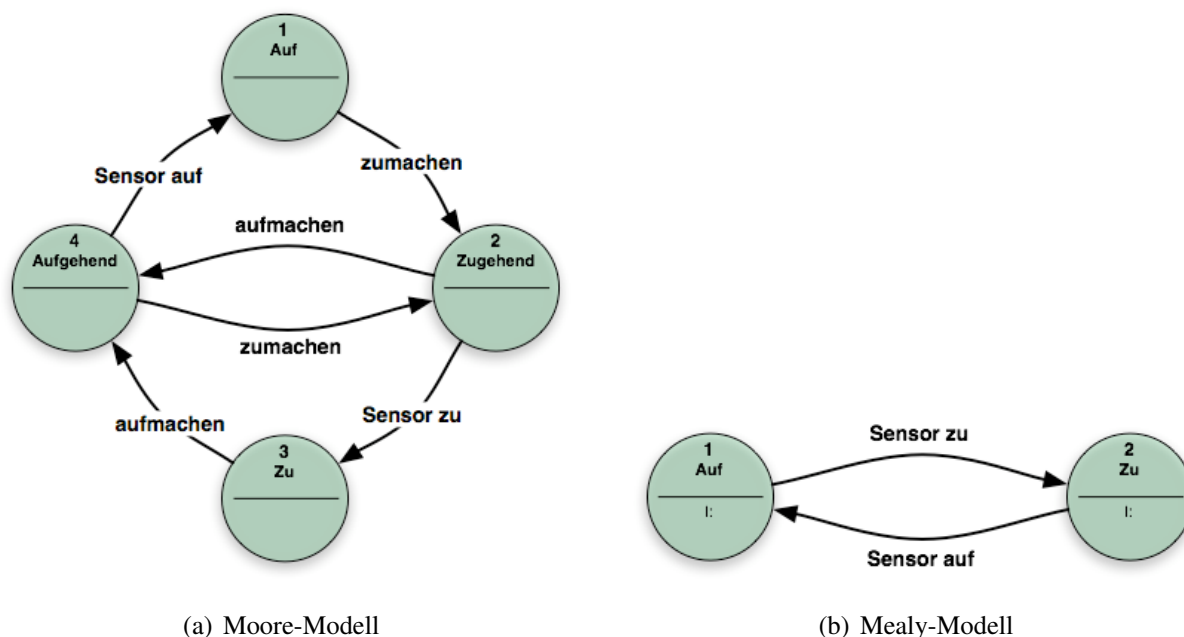 1
Auf
zumachen
Sensor auf
aufmachen
4
Aufgehend
2
Zugehend
zumachen
aufmachen
Sensor zu
3
Zu
(a) Moore-Modell
1
Auf
I:
Sensor zu
2
Zu
I:
Sensor auf
(b) Mealy-Modell